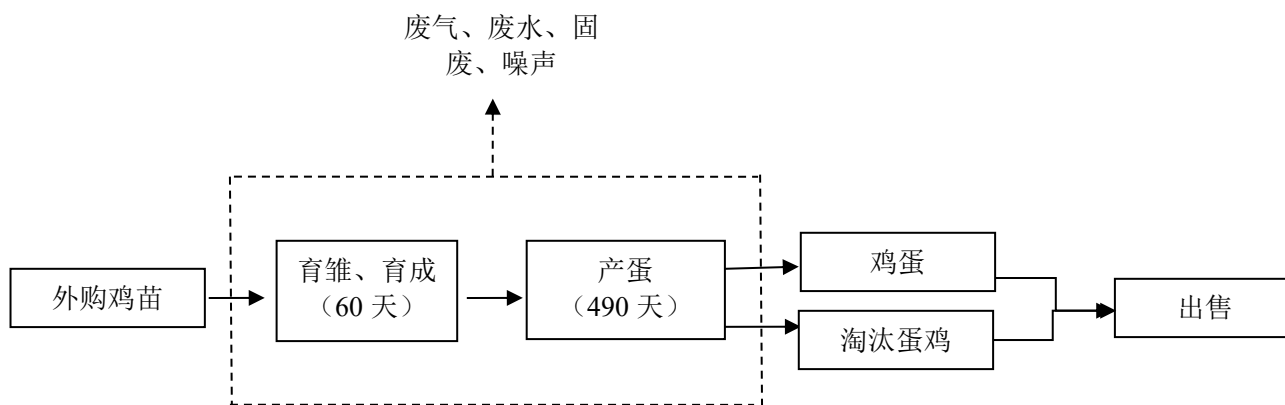 废气、废水、固
废、噪声
外购鸡苗
育雏、育成
（60 天）
产蛋
（490 天）
鸡蛋
淘汰蛋鸡
出售